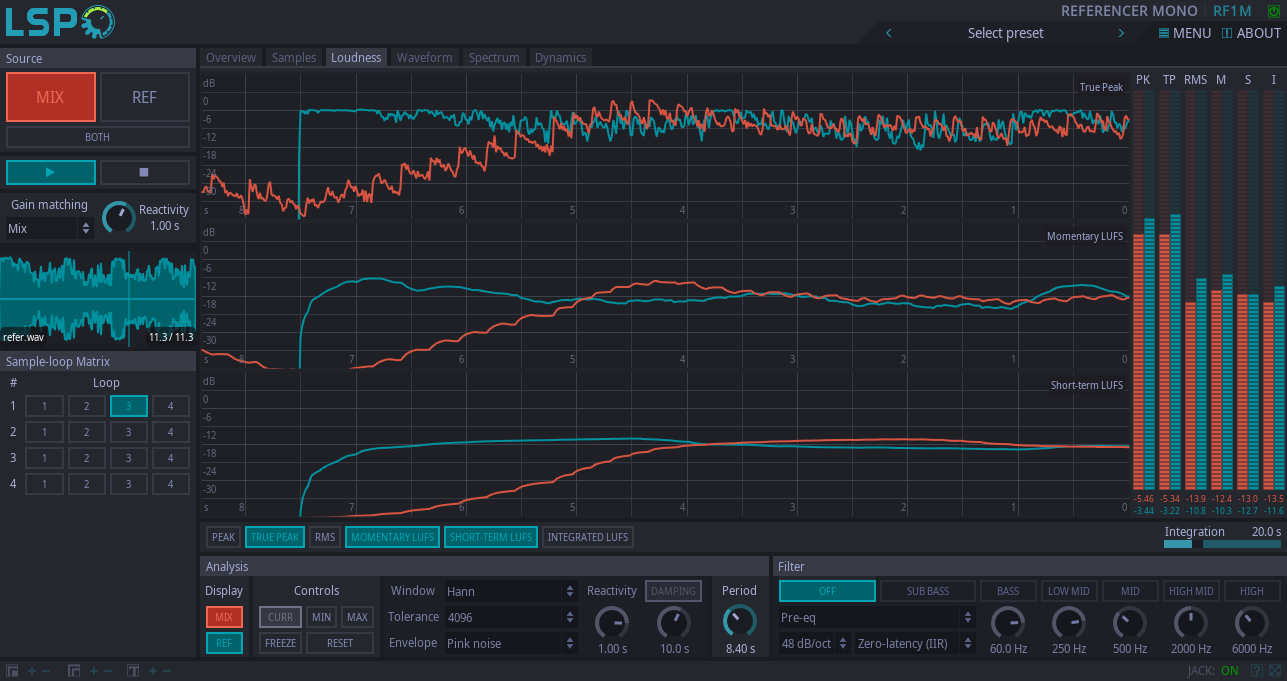 LSP
REFERENCER MONO RF1M
Select preset
MENU ABOUT
Source
MIX REF
BOTH
Gain matching
Mix
Reactivity
1.00 s
refer.wav 11.3 / 11.3
Sample-loop Matrix
# Loop
1 1 2 3 4
2 1 2 3 4
3 1 2 3 4
4 1 2 3 4
Overview Samples Loudness Waveform Spectrum Dynamics
True Peak
dB
0
-6
-12
-18
-24
-30
s 8 7 6 5 4 3 2 1 0
Momentary LUFS
dB
0
-6
-12
-18
-24
-30
s 8 7 6 5 4 3 2 1 0
Short-term LUFS
dB
0
-6
-12
-18
-24
-30
s 8 7 6 5 4 3 2 1 0
PK TP RMS M S I
-5.46 -5.34 -13.9 -12.4 -13.0 -13.5
-3.44 -3.22 -10.8 -10.3 -12.7 -11.6
PEAK TRUE PEAK RMS MOMENTARY LUFS SHORT-TERM LUFS INTEGRATED LUFS
Integration 20.0 s
Analysis
Display
MIX
REF
Controls
CURR MIN MAX
FREEZE RESET
Window Hann
Tolerance 4096
Envelope Pink noise
Reactivity
1.00 s
DAMPING
10.0 s
Period
8.40 s
Filter
OFF SUB BASS BASS LOW MID MID HIGH MID HIGH
Pre-eq
48 dB/oct Zero-latency (IIR)
60.0 Hz 250 Hz 500 Hz 2000 Hz 6000 Hz
JACK: ON ?